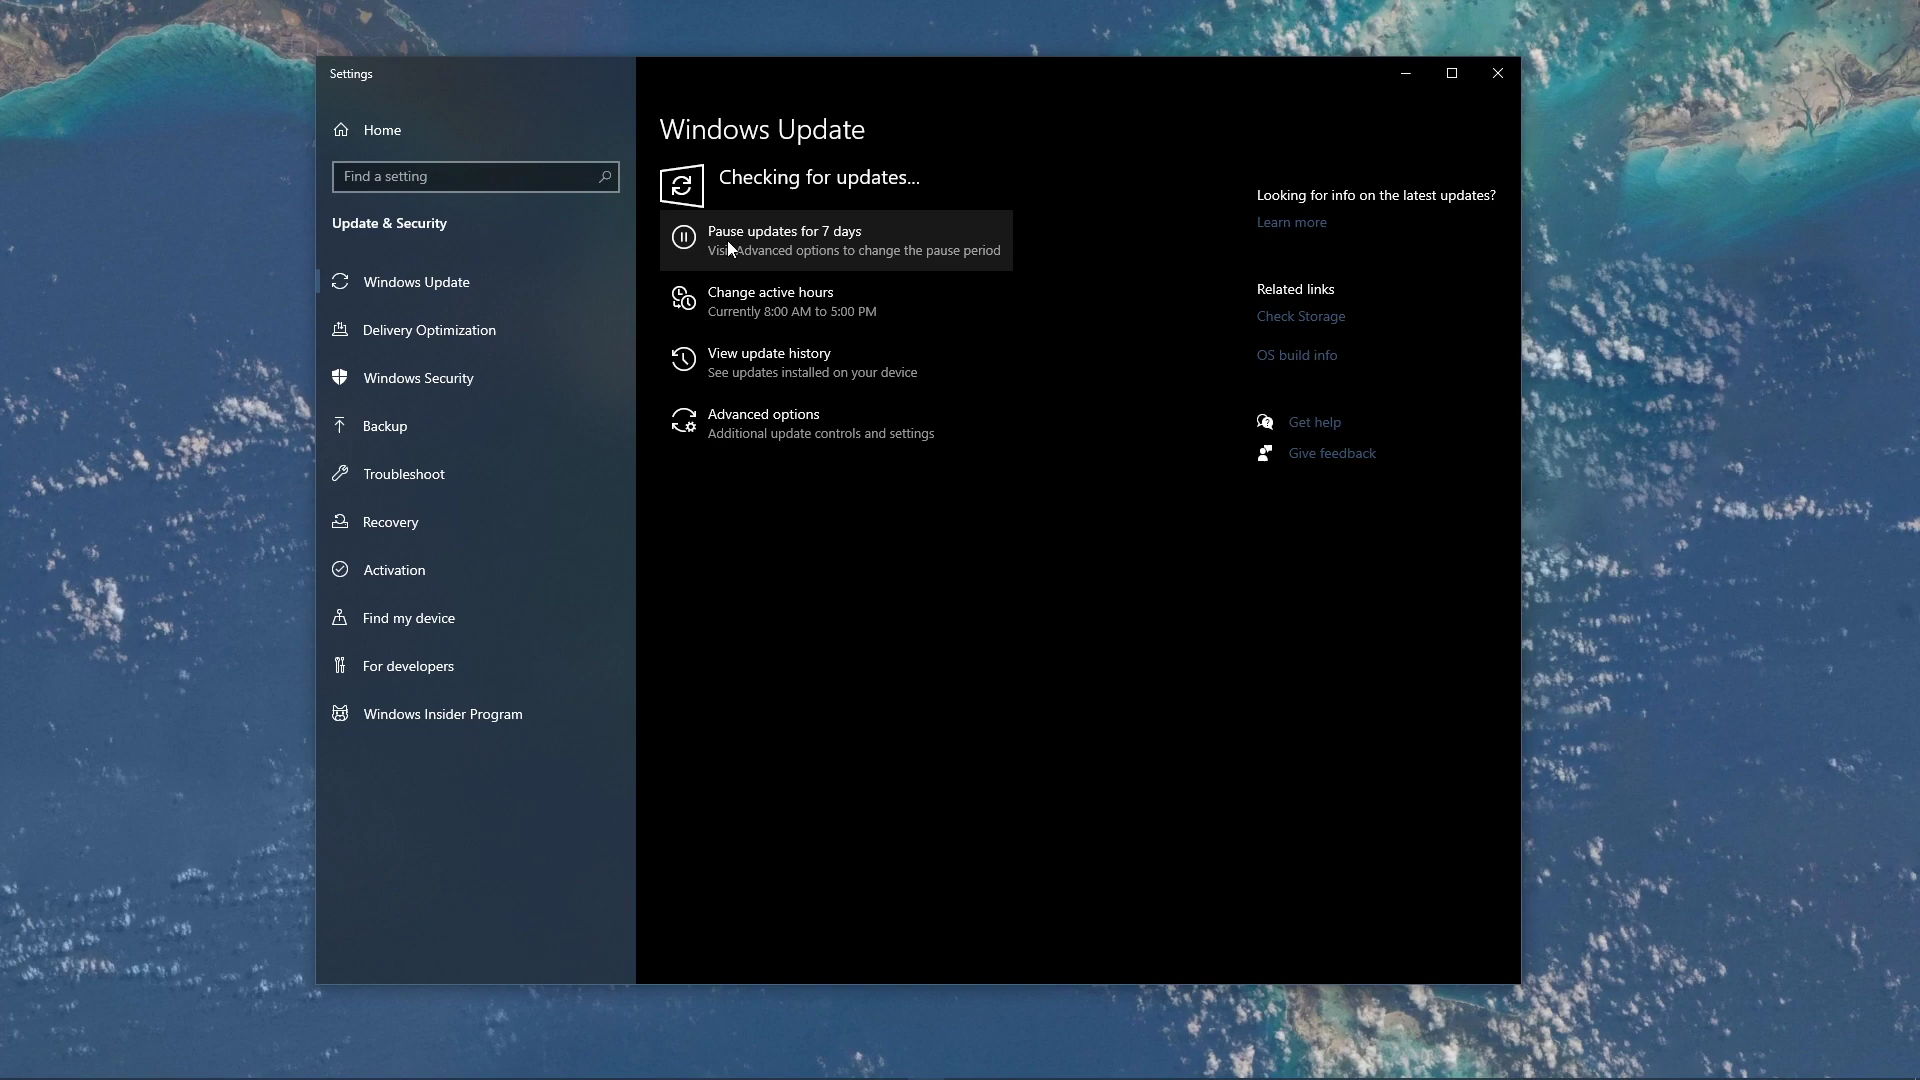 Settings
Home
Find a setting
Update & Security
Windows Update
Delivery Optimization
Windows Security
Backup
Troubleshoot
Recovery
Activation
Find my device
For developers
Windows Insider Program
Windows Update
Checking for updates...
Pause updates for 7 days
Visit Advanced options to change the pause period
Change active hours
Currently 8:00 AM to 5:00 PM
View update history
See updates installed on your device
Advanced options
Additional update controls and settings
Looking for info on the latest updates?
Learn more
Related links
Check Storage
OS build info
Get help
Give feedback